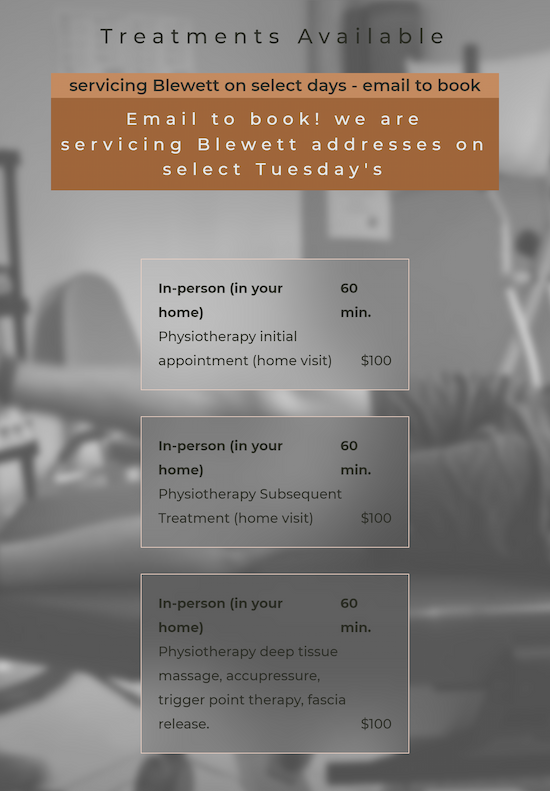 Treatments Available
servicing Blewett on select days - email to book
Email to book! we are
servicing Blewett addresses on
select Tuesday's
In-person (in your 60
home) min.
Physiotherapy initial
appointment (home visit) $100
In-person (in your 60
home) min.
Physiotherapy Subsequent
Treatment (home visit) $100
In-person (in your 60
home) min.
Physiotherapy deep tissue
massage, accupressure,
trigger point therapy, fascia
release. $100